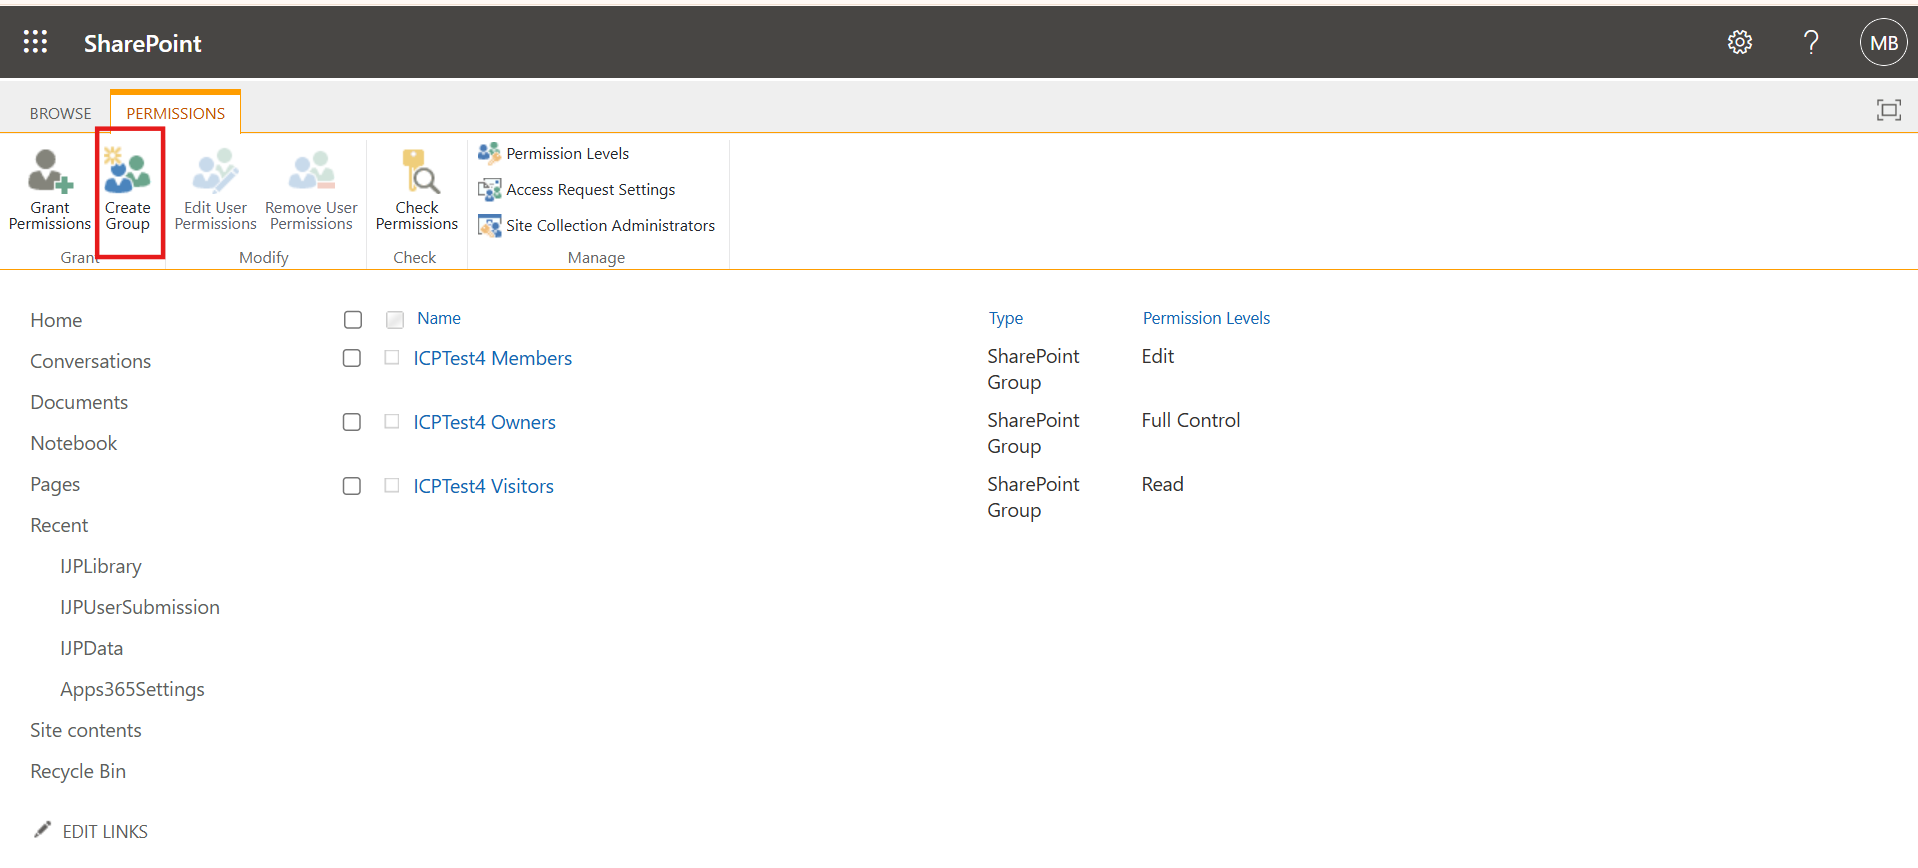 SharePoint
MB
BROWSE
PERMISSIONS
Grant
Permissions
Create
Group
Grant
Edit User
Permissions
Remove User
Permissions
Modify
Check
Permissions
Check
Permission Levels
Access Request Settings
Site Collection Administrators
Manage
Home
Conversations
Documents
Notebook
Pages
Recent
IJPLibrary
IJPUserSubmission
IJPData
Apps365Settings
Site contents
Recycle Bin
EDIT LINKS
Name Type Permission Levels
ICPTest4 Members SharePoint Edit
Group
ICPTest4 Owners SharePoint Full Control
Group
ICPTest4 Visitors SharePoint Read
Group